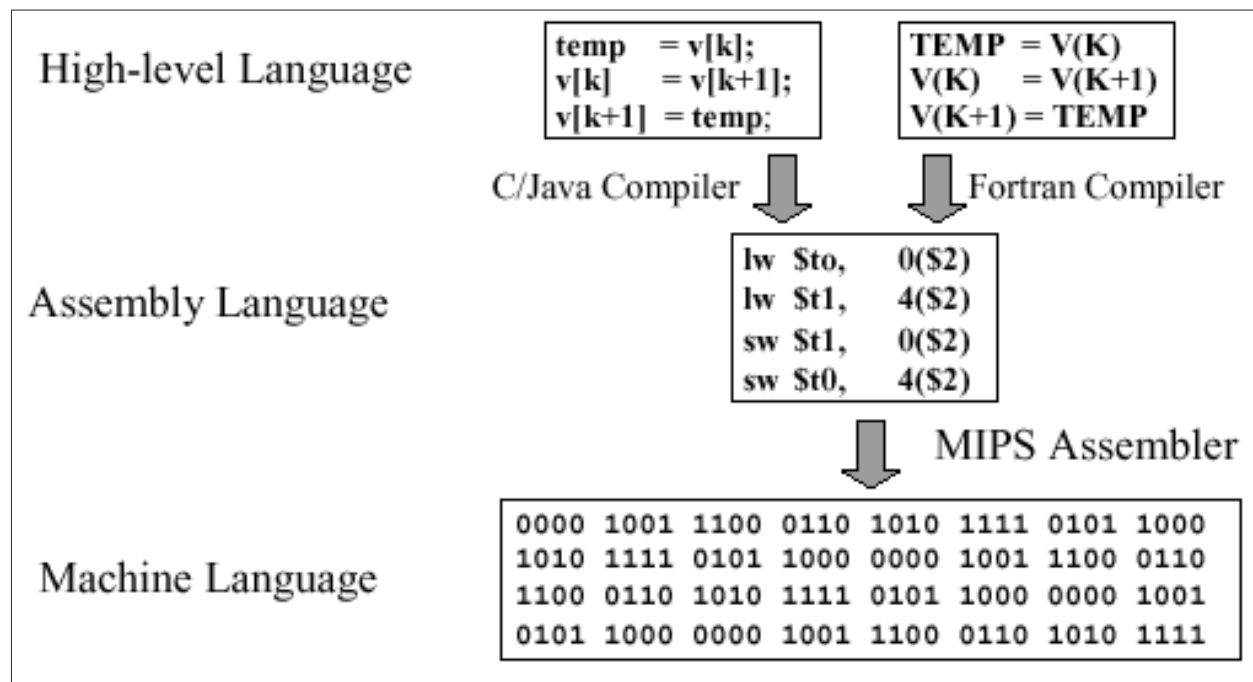 High-level Language
temp = v[k];
v[k] = v[k+1];
v[k+1] = temp;
TEMP = V(K)
V(K) = V(K+1)
V(K+1) = TEMP
C/Java Compiler
Fortran Compiler
Assembly Language
lw $to, 0($2)
lw $t1, 4($2)
sw $t1, 0($2)
sw $t0, 4($2)
MIPS Assembler
Machine Language
0000 1001 1100 0110 1010 1111 0101 1000
1010 1111 0101 1000 0000 1001 1100 0110
1100 0110 1010 1111 0101 1000 0000 1001
0101 1000 0000 1001 1100 0110 1010 1111